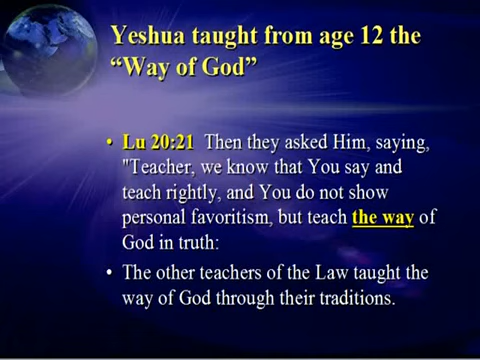 Yeshua taught from age 12 the
“Way of God”
• Lu 20:21 Then they asked Him, saying,
"Teacher, we know that You say and
teach rightly, and You do not show
personal favoritism, but teach the way of
God in truth:
• The other teachers of the Law taught the
way of God through their traditions.